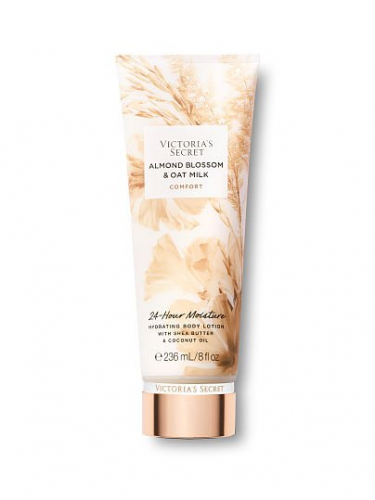 VICTORIA'S
SECRET
ALMOND BLOSSOM
& OAT MILK
COMFORT
24-Hour Moisture
HYDRATING BODY LOTION
WITH SHEA BUTTER
& COCONUT OIL
℮ 236 mL/8 fl oz
VICTORIA'S SECRET